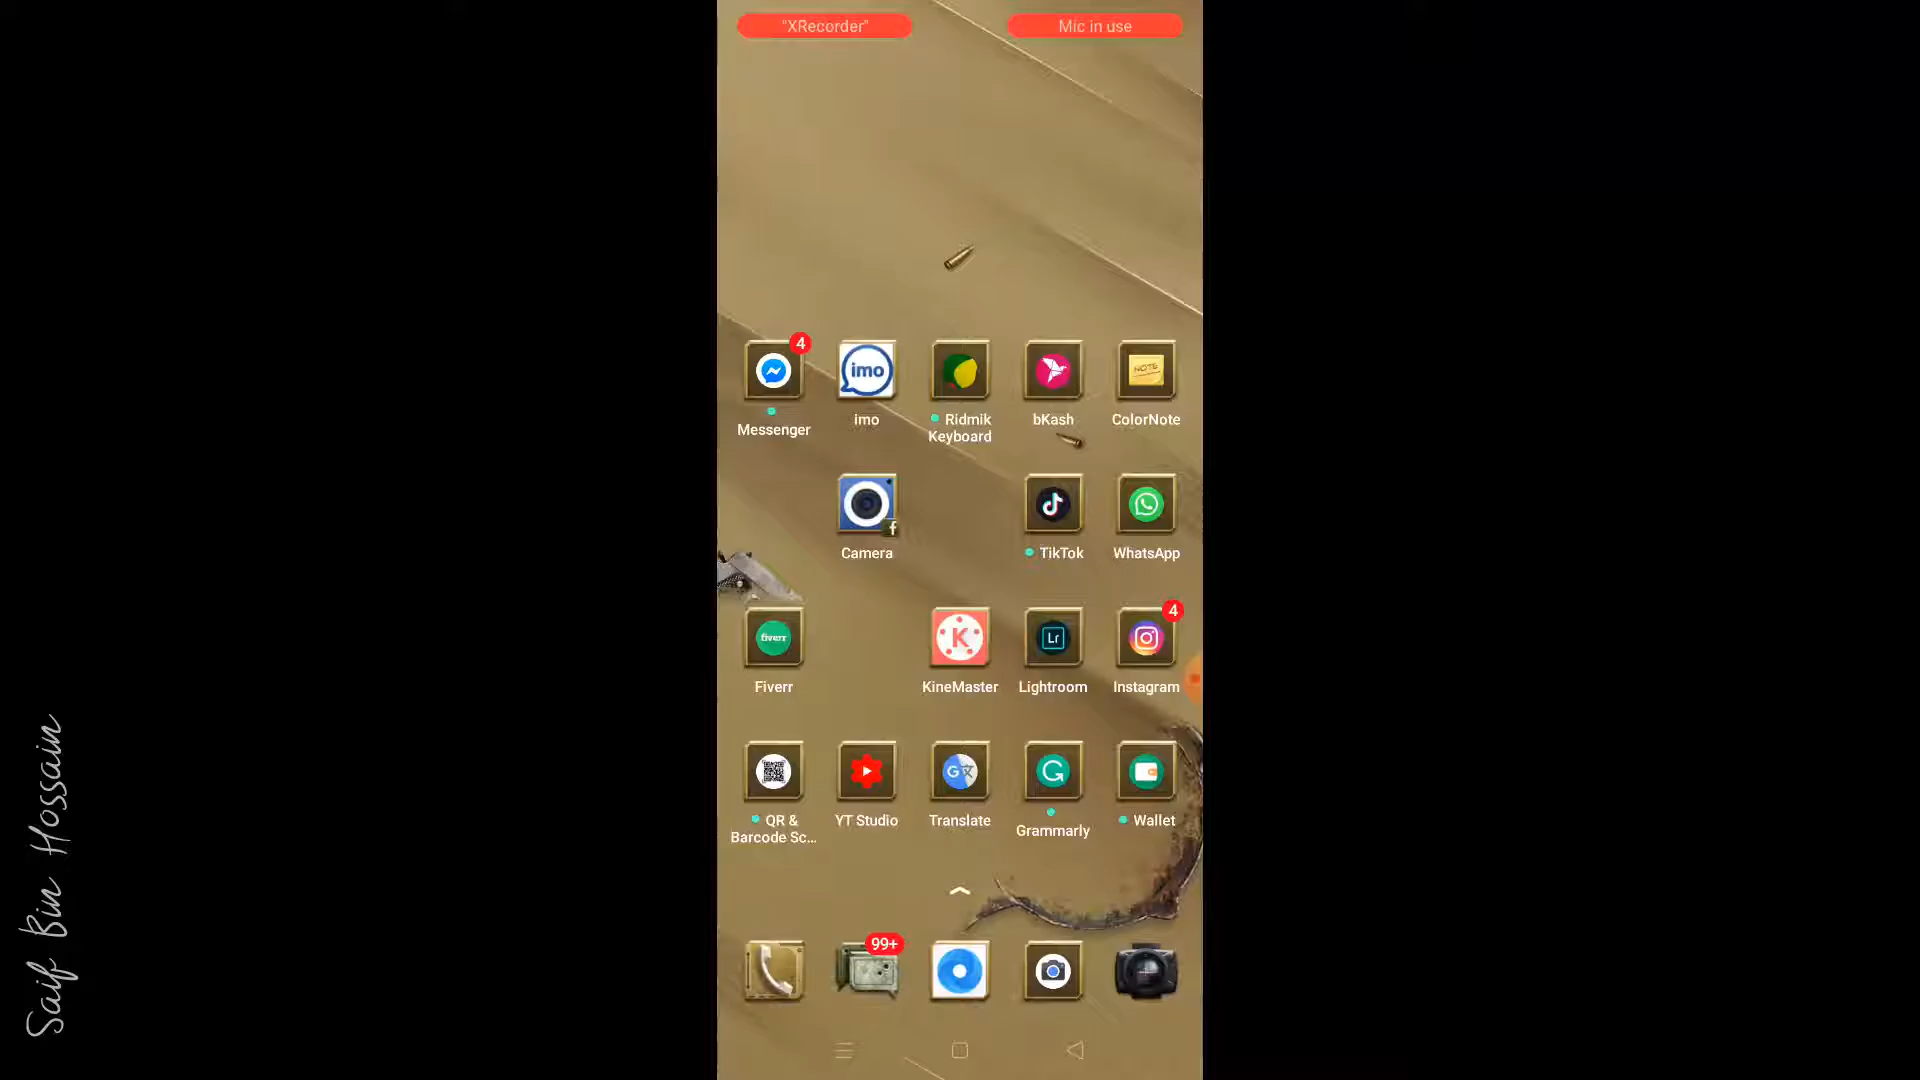 "XRecorder"
Mic in use
4
imo
NOTE
Messenger
imo
Ridmik
Keyboard
bKash
ColorNote
f
Camera
TikTok
WhatsApp
fiverr
K
Lr
4
Fiverr
KineMaster
Lightroom
Instagram
G
QR &
Barcode Sc...
YT Studio
Translate
Grammarly
Wallet
99+
Saif Bin Hossain